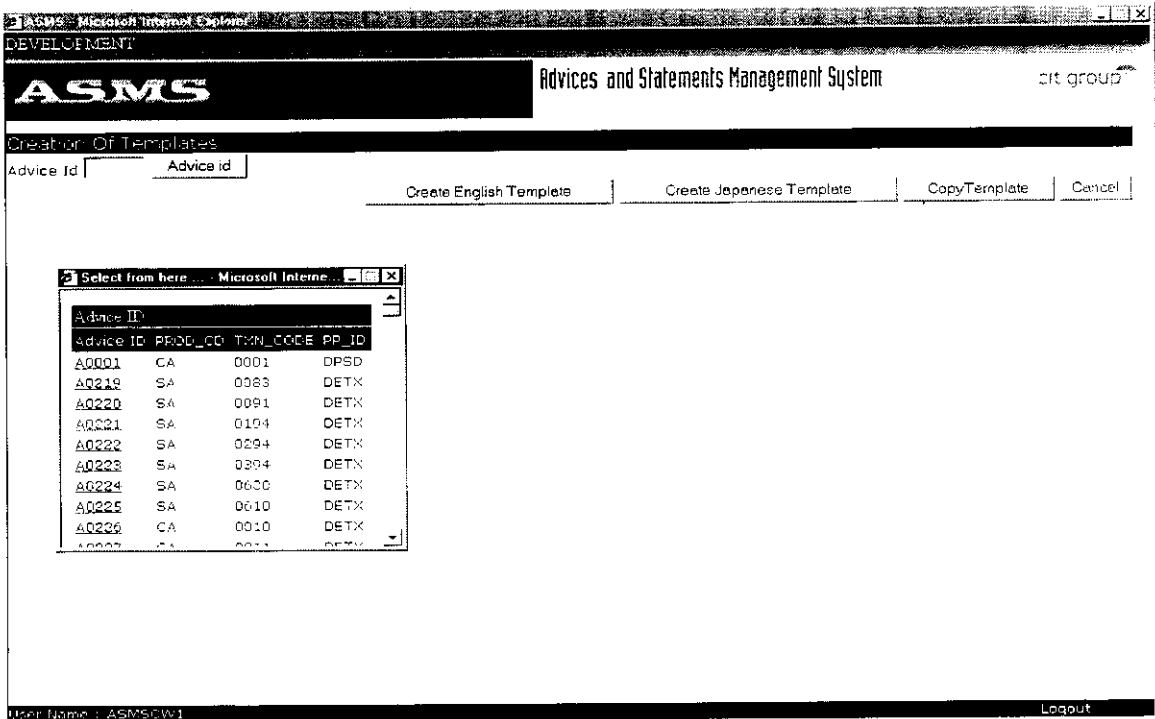 ASMS - Microsoft Internet Explorer
DEVELOPMENT
ASMS
Advices and Statements Management System
Creation Of Templates
Advice Id Advice id
Create English Template Create Japanese Template CopyTemplate Cancel
Select from here ... - Microsoft Interne...
Advice ID
Advice ID PROD_CD TXN_CODE PP_ID
A0001 CA 0001 DPSD
A0219 SA 0083 DETX
A0220 SA 0091 DETX
A0221 SA 0194 DETX
A0222 SA 0294 DETX
A0223 SA 0394 DETX
A0224 SA DETX
A0225 SA 0610 DETX
A0226 CA 0010 DETX
User Name : ASMSCW1
Logout